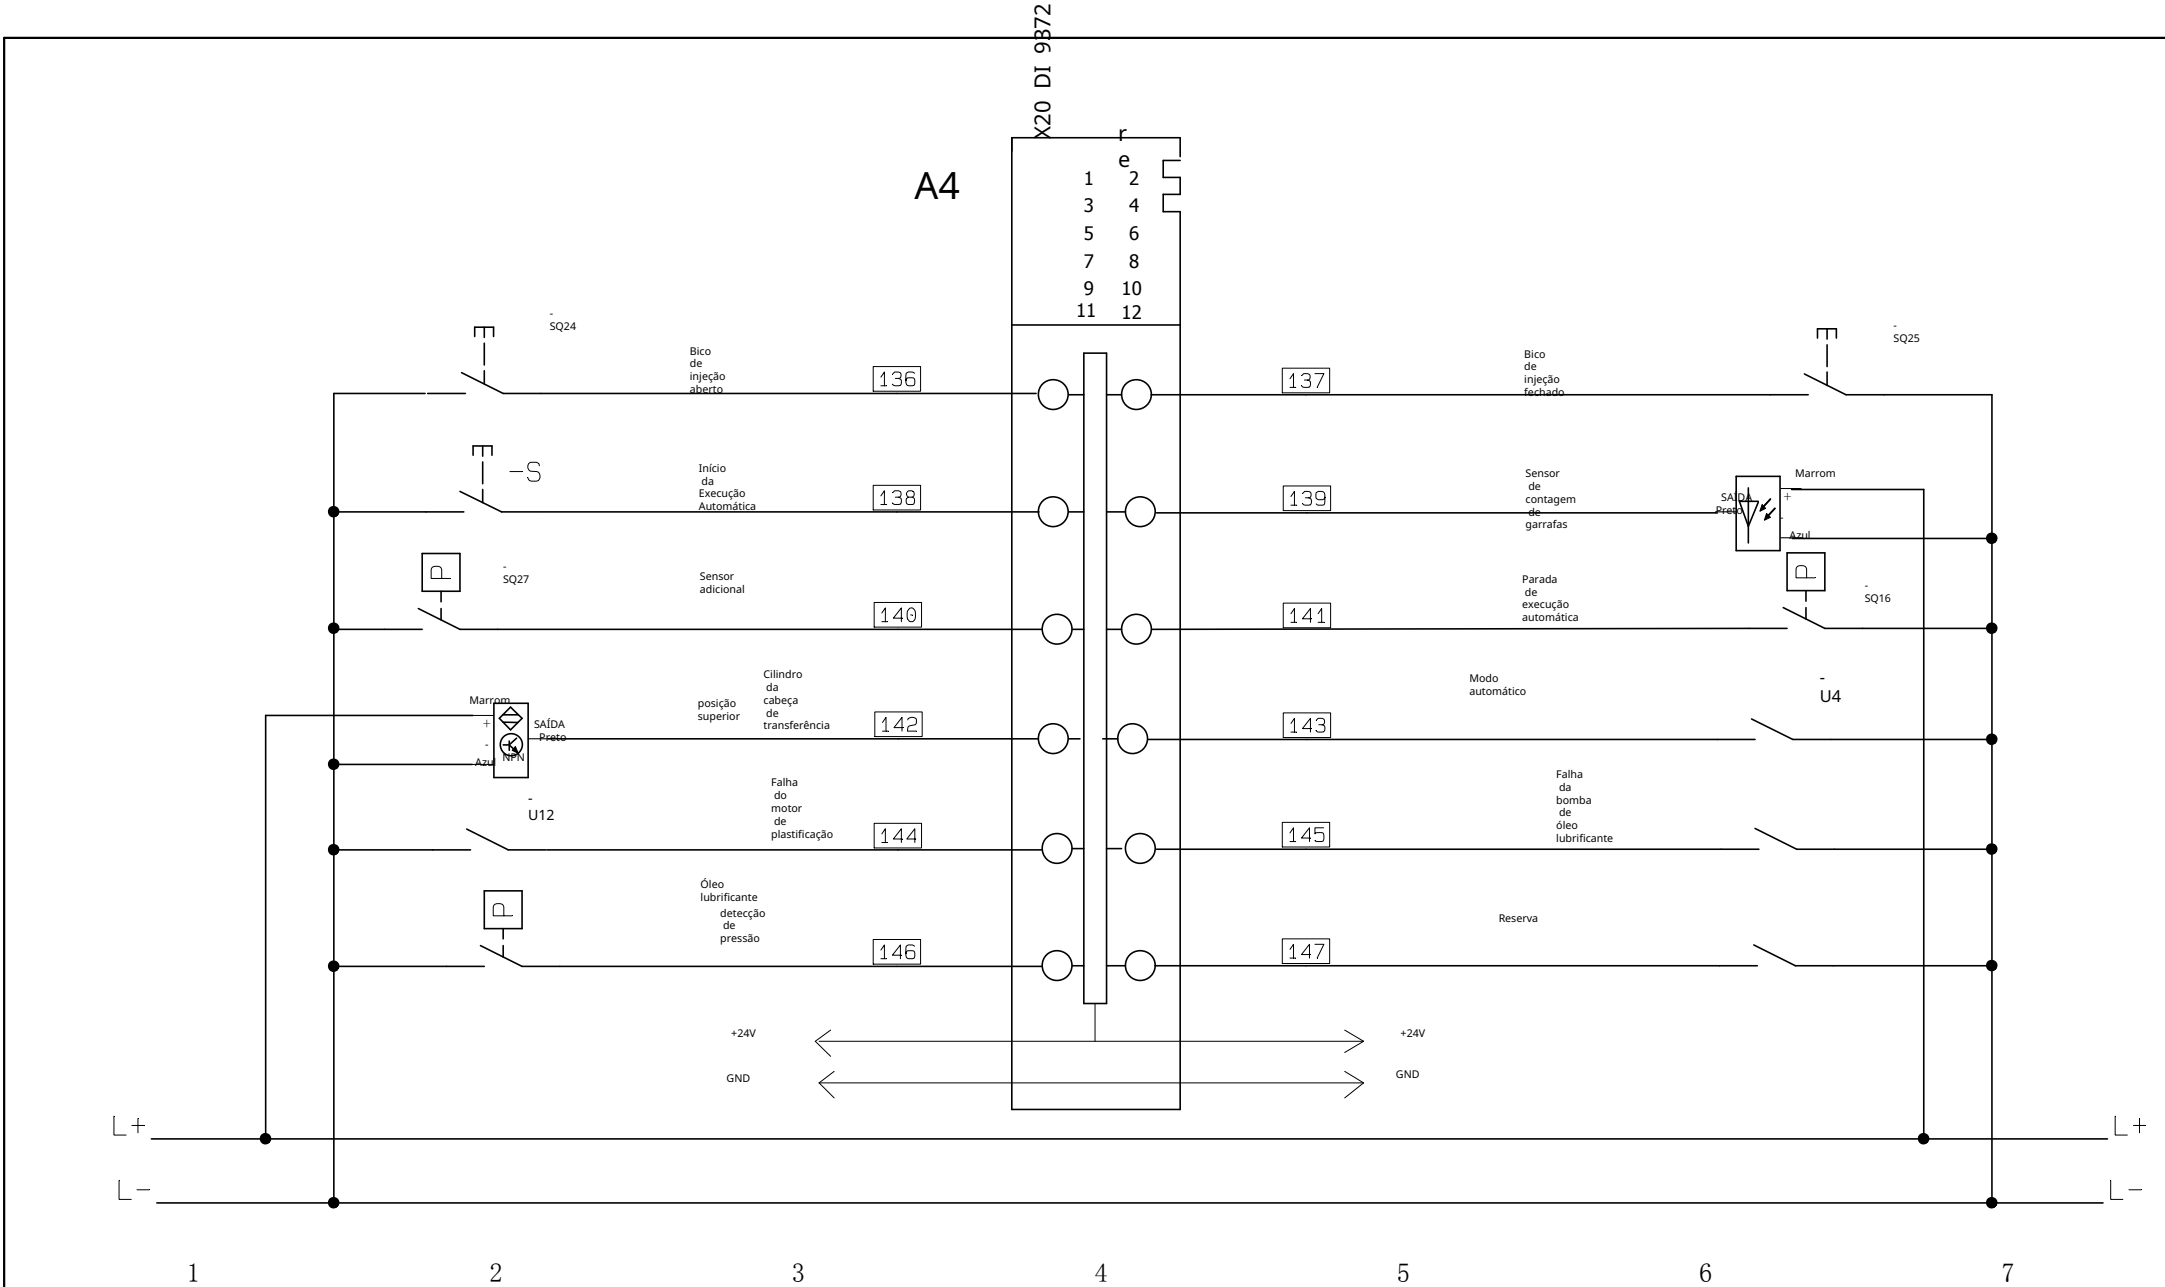 X20 DI 9372
r
e
A4
1 2
3 4
5 6
7 8
9 10
11 12
-
SQ24
Bico
de
injeção
aberto
136
137
Bico
de
injeção
fechado
-
SQ25
-S
Início
da
Execução
Automática
138
139
Sensor
de
contagem
de
garrafas
SAÍDA
Preto
Marrom
+
-
Azul
P
-
SQ27
Sensor
adicional
140
141
Parada
de
execução
automática
P
-
SQ16
Marrom
+
-
Azul
NPN
SAÍDA
Preto
posição
superior
Cilindro
da
cabeça
de
transferência
142
143
Modo
automático
-
U4
-
U12
Falha
do
motor
de
plastificação
144
145
Falha
da
bomba
de
óleo
lubrificante
P
Óleo
lubrificante
detecção
de
pressão
146
147
Reserva
+24V
+24V
GND
GND
L+
L+
L-
L-
1 2 3 4 5 6 7